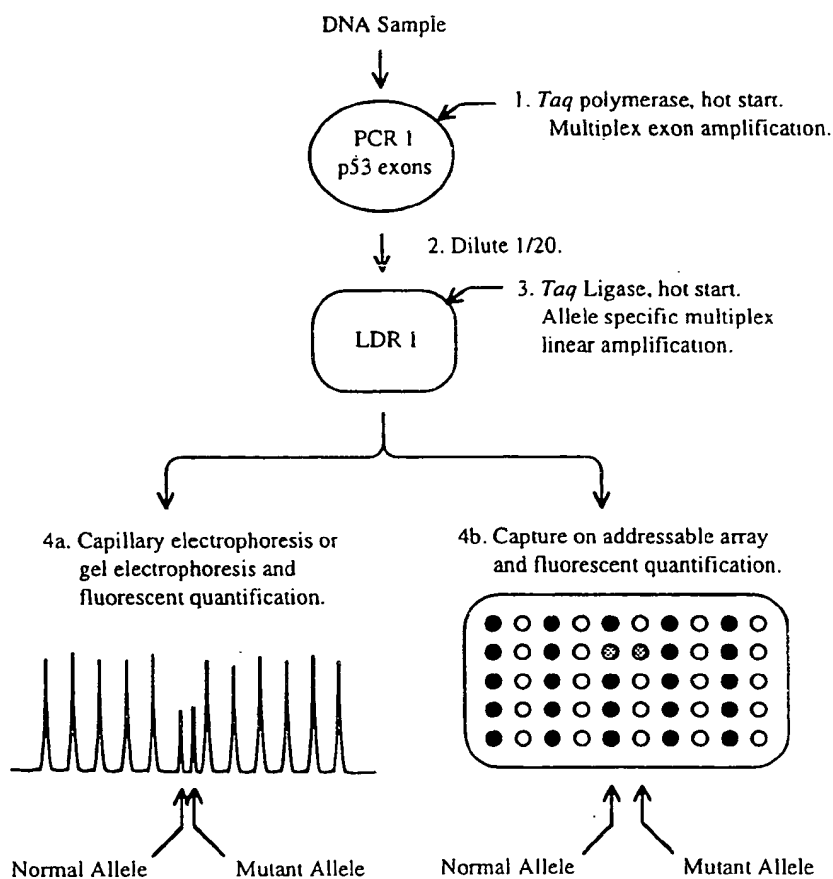 DNA Sample
1. Taq polymerase, hot start.
Multiplex exon amplification.
PCR 1
p53 exons
2. Dilute 1/20.
3. Taq Ligase, hot start.
Allele specific multiplex
linear amplification.
LDR 1
4a. Capillary electrophoresis or
gel electrophoresis and
fluorescent quantification.
4b. Capture on addressable array
and fluorescent quantification.
Normal Allele
Mutant Allele
Normal Allele
Mutant Allele